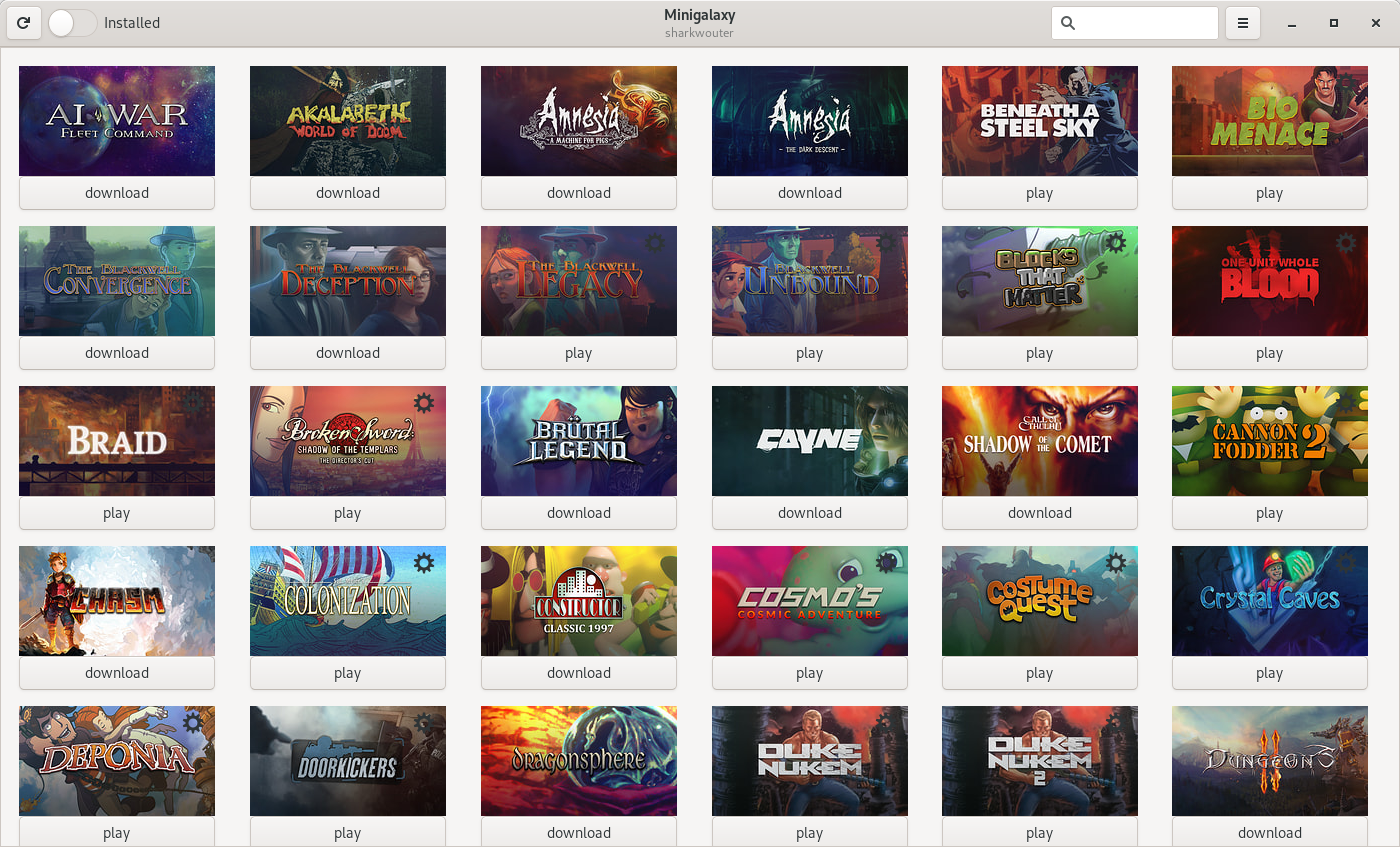 Installed
Minigalaxy
sharkwouter
AI WAR
FLEET COMMAND
AKALABETH
WORLD OF DOOM
Amnesia
A MACHINE FOR PIGS
Amnesia
- THE DARK DESCENT -
BENEATH A
STEEL SKY
BIO
MENACE
download
download
download
download
play
play
THE BLACKWELL
CONVERGENCE
THE BLACKWELL
DECEPTION
THE BLACKWELL
LEGACY
BLACKWELL
UNBOUND
BLOCKS
THAT
MATTER
ONE UNIT WHOLE
BLOOD
download
download
play
play
play
play
BRAID
Broken Sword:
SHADOW OF THE TEMPLARS
THE DIRECTOR'S CUT
BRÜTAL
LEGEND
CAYNE
CALL OF
CTHULHU
SHADOW OF THE COMET
CANNON
FODDER 2
play
play
download
download
download
play
CHASM
COLONIZATION
CONSTRUCTOR
CLASSIC 1997
COSMO'S
COSMIC ADVENTURE
COSTUME
QUEST
Crystal Caves
download
play
download
play
play
play
DEPONIA
DOORKICKERS
dragonsphere
DUKE
NUKEM
DUKE
NUKEM
2
DUNGEONS
II
play
play
download
play
play
download